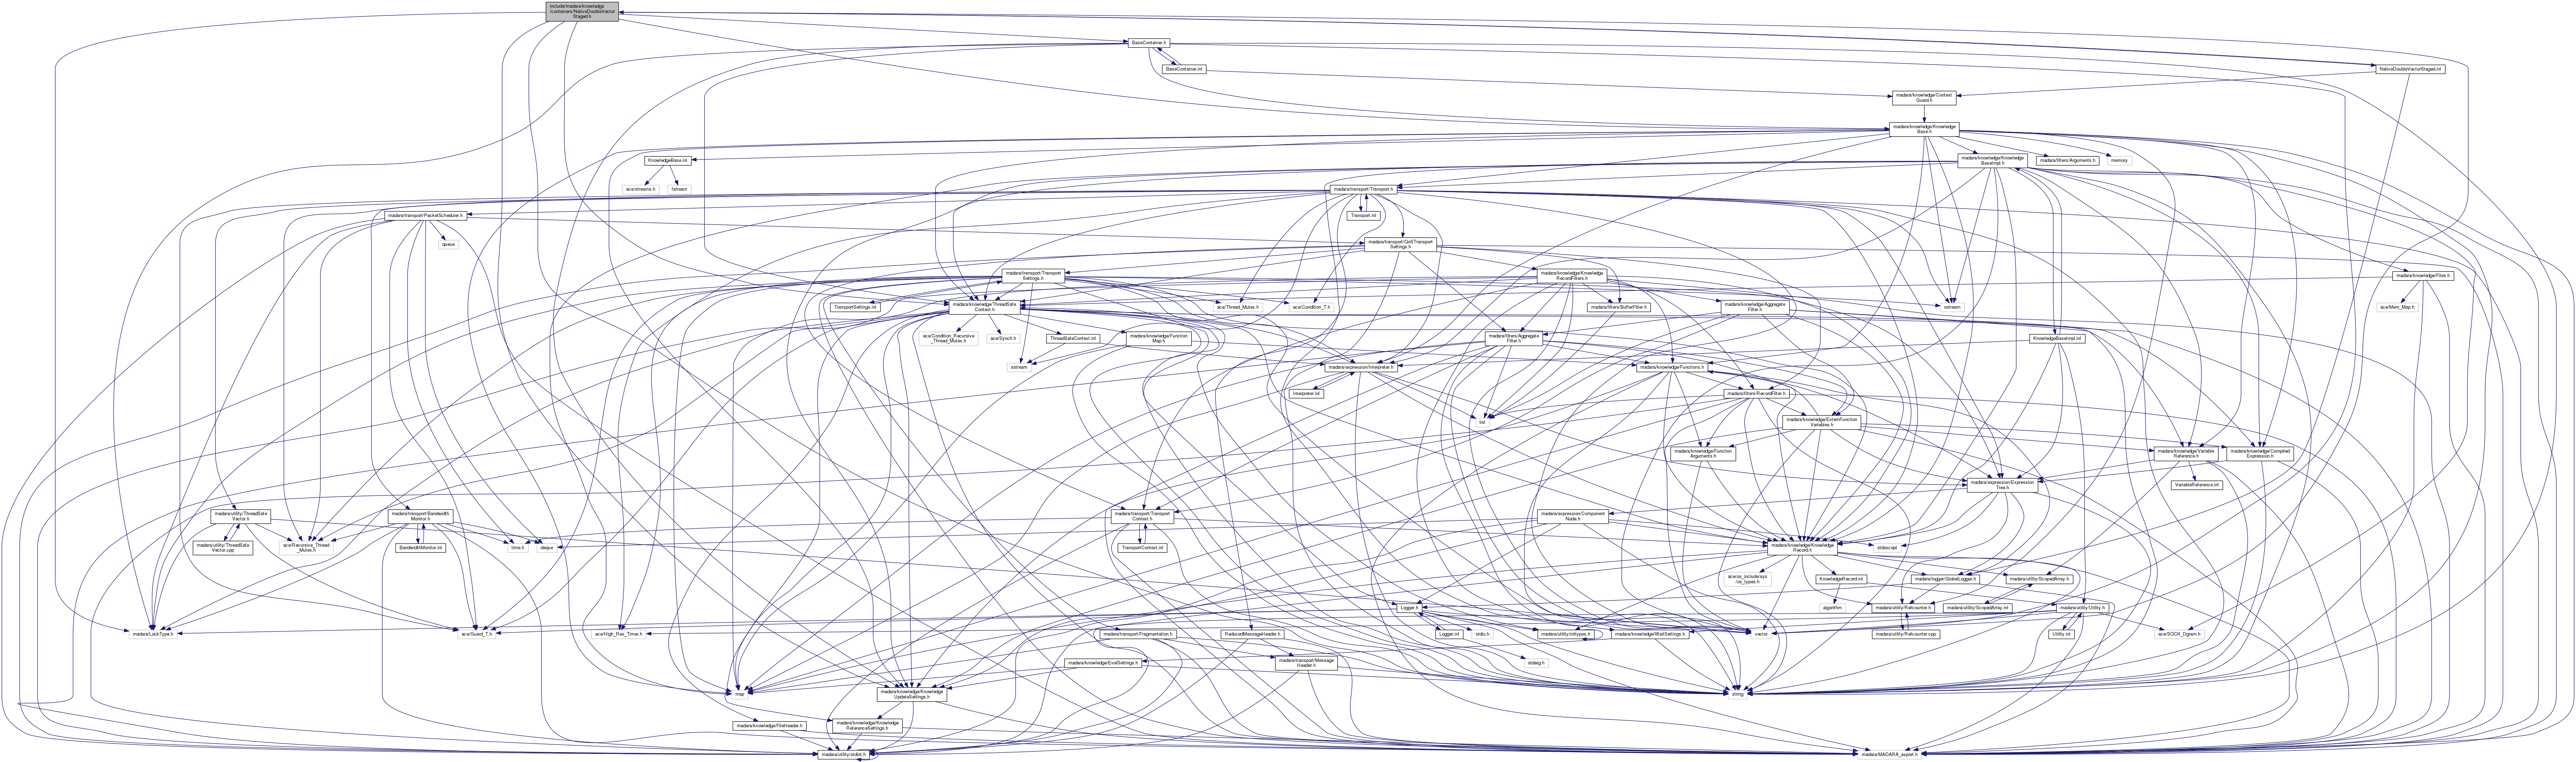 include/madara/knowledge
/containers/NativeDoubleVector
Staged.h
BaseContainer.h
BaseContainer.inl
NativeDoubleVectorStaged.inl
madara/knowledge/Context
Guard.h
madara/knowledge/Knowledge
Base.h
KnowledgeBase.inl
madara/knowledge/Knowledge
BaseImpl.h
madara/filters/Arguments.h
memory
ace/streams.h
fstream
madara/transport/Transport.h
madara/transport/PacketScheduler.h
Transport.inl
queue
madara/transport/QoSTransport
Settings.h
madara/transport/Transport
Settings.h
madara/knowledge/Knowledge
RecordFilters.h
madara/knowledge/Files.h
TransportSettings.inl
madara/knowledge/ThreadSafe
Context.h
ace/Thread_Mutex.h
ace/Condition_T.h
madara/filters/BufferFilter.h
madara/knowledge/Aggregate
Filter.h
ostream
ace/Mem_Map.h
ace/Condition_Recursive
_Thread_Mutex.h
ace/Synch.h
ThreadSafeContext.inl
madara/knowledge/Function
Map.h
madara/filters/Aggregate
Filter.h
KnowledgeBaseImpl.inl
sstream
madara/expression/Interpreter.h
madara/knowledge/Functions.h
Interpreter.inl
madara/filters/RecordFilter.h
list
madara/knowledge/ExternFunction
Variables.h
madara/knowledge/Function
Arguments.h
madara/knowledge/Variable
Reference.h
madara/knowledge/Compiled
Expression.h
madara/expression/Expression
Tree.h
VariableReference.inl
madara/utility/ThreadSafe
Vector.h
madara/transport/Bandwidth
Monitor.h
madara/transport/Transport
Context.h
madara/expression/Component
Node.h
madara/utility/ThreadSafe
Vector.cpp
ace/Recursive_Thread
_Mutex.h
BandwidthMonitor.inl
time.h
deque
TransportContext.inl
madara/knowledge/Knowledge
Record.h
stdexcept
ace/os_include/sys
/os_types.h
KnowledgeRecord.inl
madara/logger/GlobalLogger.h
madara/utility/ScopedArray.h
Logger.h
algorithm
madara/utility/Refcounter.h
madara/utility/ScopedArray.inl
madara/utility/Utility.h
madara/LockType.h
ace/Guard_T.h
ace/High_Res_Timer.h
madara/transport/Fragmentation.h
ReducedMessageHeader.h
Logger.inl
stdio.h
madara/utility/inttypes.h
madara/knowledge/WaitSettings.h
vector
madara/utility/Refcounter.cpp
Utility.inl
ace/SOCK_Dgram.h
madara/knowledge/EvalSettings.h
madara/transport/Message
Header.h
stdarg.h
map
madara/knowledge/Knowledge
UpdateSettings.h
string
madara/knowledge/FileHeader.h
madara/knowledge/Knowledge
ReferenceSettings.h
madara/utility/stdint.h
madara/MADARA_export.h